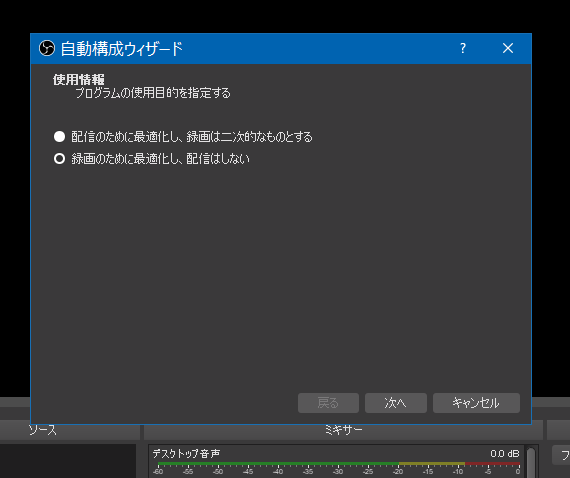 自動構成ウィザード
?
使用情報
プログラムの使用目的を指定する
配信のために最適化し、録画は二次的なものとする
録画のために最適化し、配信はしない
戻る
次へ
キャンセル
ソース
ミキサー
デスクトップ音声
0.0 dB
フ
-60 -55 -50 -45 -40 -35 -30 -25 -20 -15 -10 -5 0